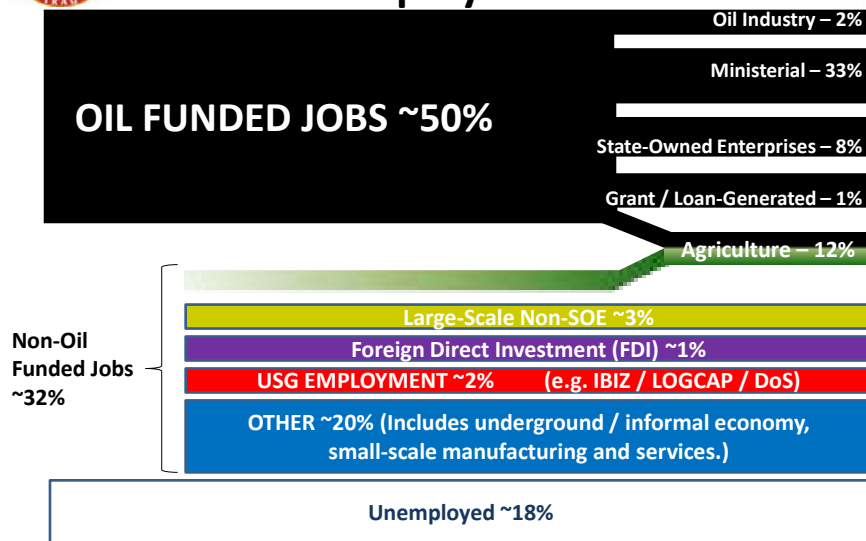 IRAQ
OIL FUNDED JOBS ~50%
Oil Industry – 2%
Ministerial – 33%
State-Owned Enterprises – 8%
Grant / Loan-Generated – 1%
Agriculture – 12%
Non-Oil
Funded Jobs
~32%
Large-Scale Non-SOE ~3%
Foreign Direct Investment (FDI) ~1%
USG EMPLOYMENT ~2% (e.g. IBIZ / LOGCAP / DoS)
OTHER ~20% (Includes underground / informal economy,
small-scale manufacturing and services.)
Unemployed ~18%